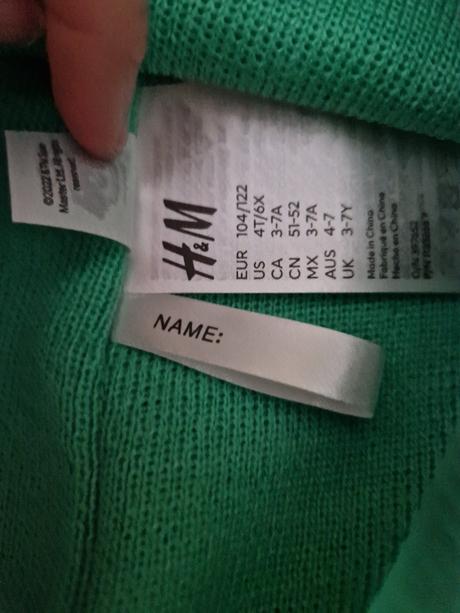 H&M
EUR 104/122
US 4T/6X
CA 3-7A
CN 51-52
MX 3-7A
AUS 4-7
UK 3-7Y
Made in China
Fabriqué en Chine
Hecho en China
NAME:
reserved.